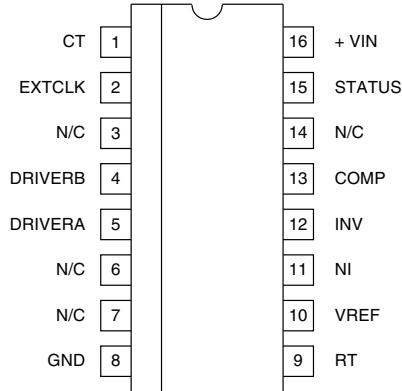 CT 1 16 + VIN
EXTCLK 2 15 STATUS
N/C 3 14 N/C
DRIVERB 4 13 COMP
DRIVERA 5 12 INV
N/C 6 11 NI
N/C 7 10 VREF
GND 8 9 RT